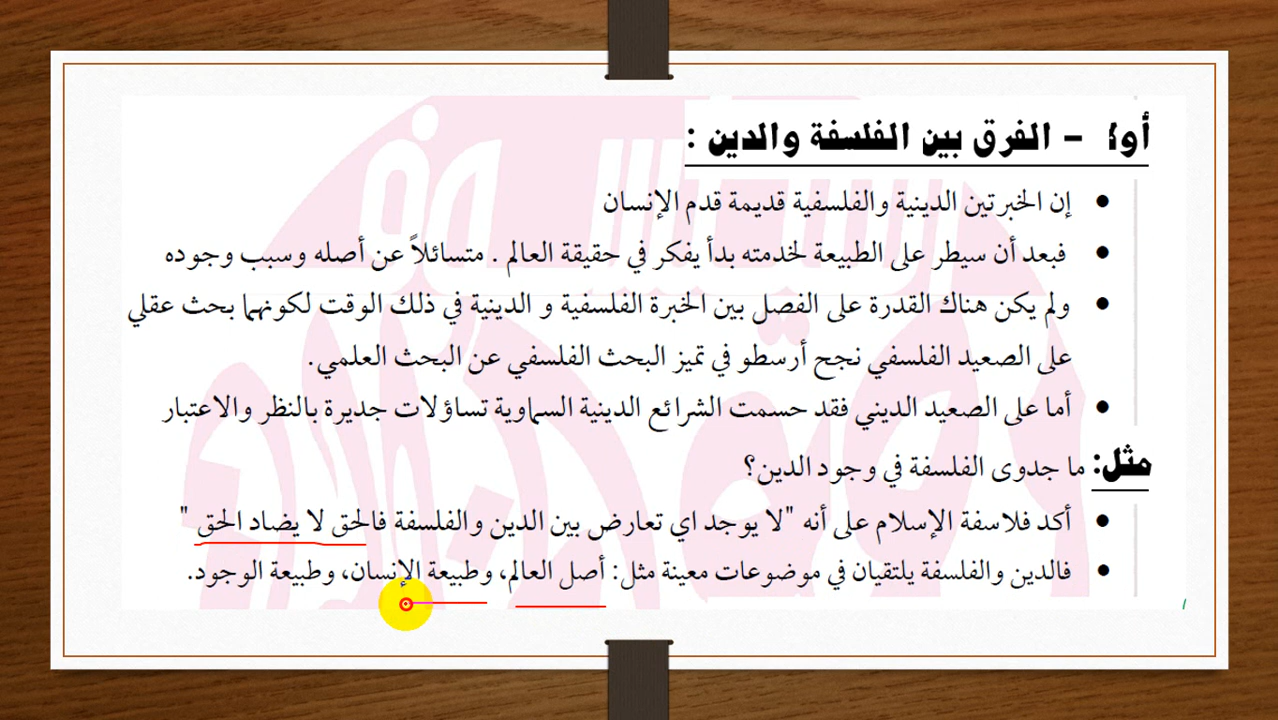 أولا - الفرق بين الفلسفة والدين :
• إن الخبرتين الدينية والفلسفية قديمة قدم الإنسان
• فبعد أن سيطر على الطبيعة لخدمته بدأ يفكر في حقيقة العالم . متسائلاً عن أصله وسبب وجوده
• ولم يكن هناك القدرة على الفصل بين الخبرة الفلسفية و الدينية في ذلك الوقت لكونهما بحث عقلي
على الصعيد الفلسفي نجح أرسطو في تميز البحث الفلسفي عن البحث العلمي.
• أما على الصعيد الديني فقد حسمت الشرائع الدينية السماوية تساؤلات جديرة بالنظر والاعتبار
مثل: ما جدوى الفلسفة في وجود الدين؟
• أكد فلاسفة الإسلام على أنه "لا يوجد اي تعارض بين الدين والفلسفة فالحق لا يضاد الحق "
• فالدين والفلسفة يلتقيان في موضوعات معينة مثل: أصل العالم، وطبيعة الإنسان، وطبيعة الوجود.